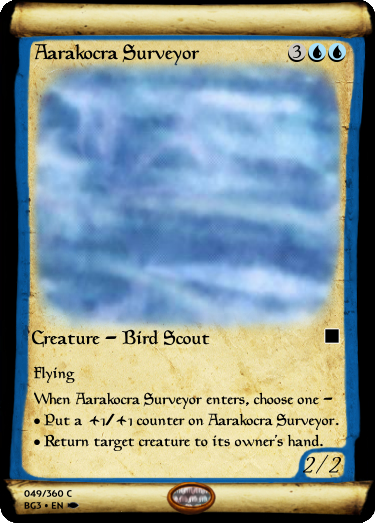 Aarakocra Surveyor 3
Creature – Bird Scout
Flying
When Aarakocra Surveyor enters, choose one –
• Put a +1/+1 counter on Aarakocra Surveyor.
• Return target creature to its owner's hand.
2/2
049/360 C
BG3 • EN